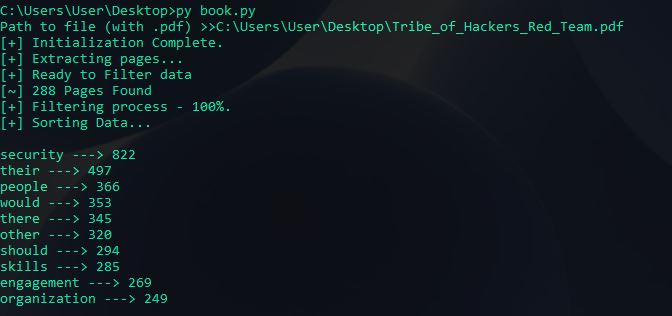 C:\Users\User\Desktop>py book.py
Path to file (with .pdf) >>C:\Users\User\Desktop\Tribe_of_Hackers_Red_Team.pdf
[+] Initialization Complete.
[+] Extracting pages...
[+] Ready to Filter data
[~] 288 Pages Found
[+] Filtering process - 100%.
[+] Sorting Data...
security ---> 822
their ---> 497
people ---> 366
would ---> 353
there ---> 345
other ---> 320
should ---> 294
skills ---> 285
engagement ---> 269
organization ---> 249